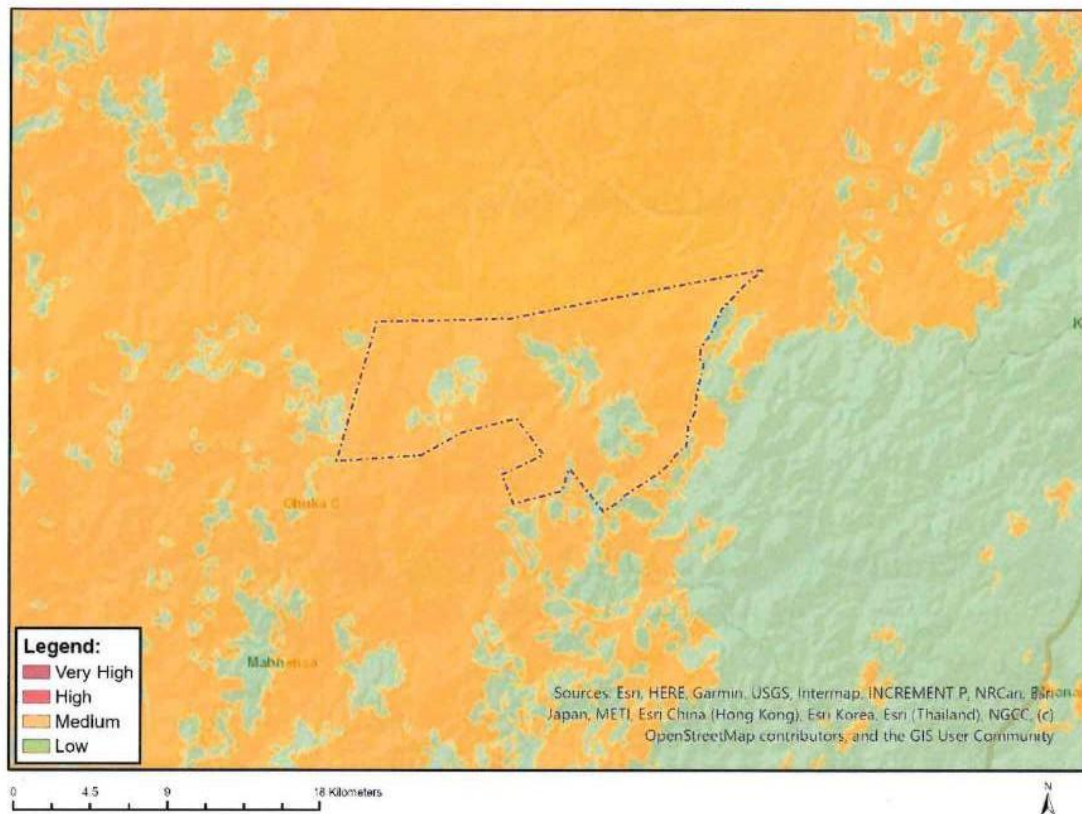 K
Chuka C
Legend:
Very High
High
Medium
Low
Sources: Esri, HERE, Garmin, USGS, Intermap, INCREMENT P, NRCan, Esri
Japan, METI, Esri China (Hong Kong), Esri Korea, Esri (Thailand), NGCC, (c)
OpenStreetMap contributors, and the GIS User Community
0 4.5 9 18 Kilometers
N